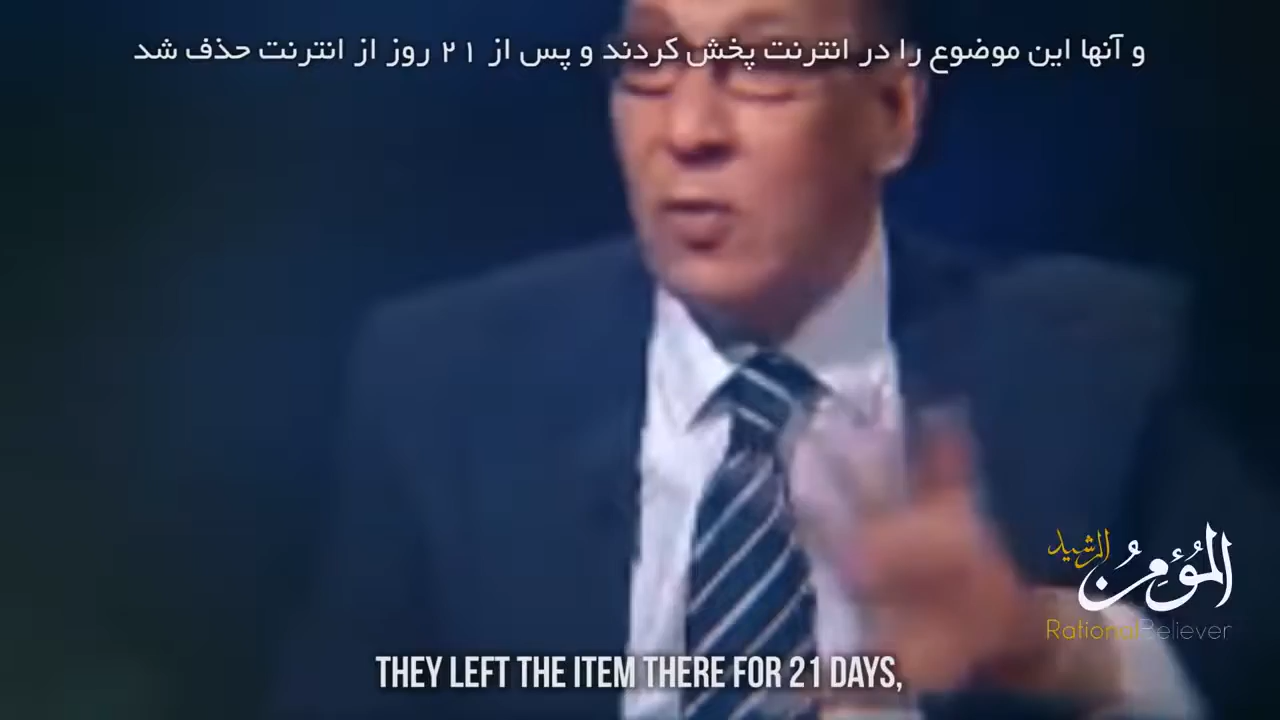 و آنها این موضوع را در انترنت پخش کردند و پس از ۲۱ روز از انترنت حذف شد
المؤمن الرشيد
RationalBeliever
THEY LEFT THE ITEM THERE FOR 21 DAYS,